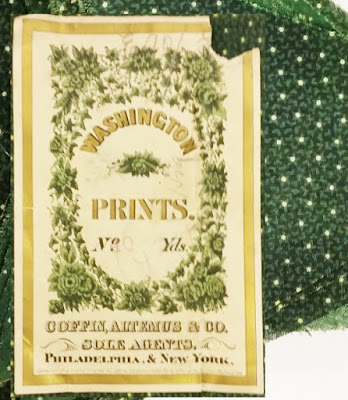 WASHINGTON
PRINTS.
No. Yds.
COFFIN, ALTEMUS & CO.
SOLE AGENTS.
PHILADELPHIA, & NEW YORK.